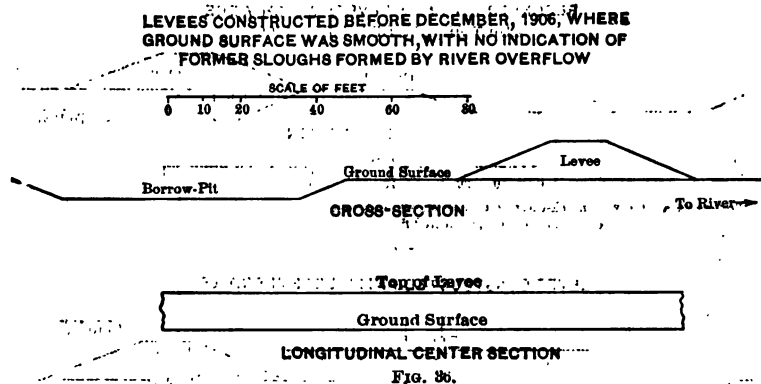 LEVEES CONSTRUCTED BEFORE DECEMBER, 1906, WHERE
GROUND SURFACE WAS SMOOTH, WITH NO INDICATION OF
FORMER SLOUGHS FORMED BY RIVER OVERFLOW
SCALE OF FEET
0 10 20 40 60 80
Ground Surface
Levee
Borrow-Pit
CROSS-SECTION
To River
Top of Levee
Ground Surface
LONGITUDINAL CENTER SECTION
FIG. 36.